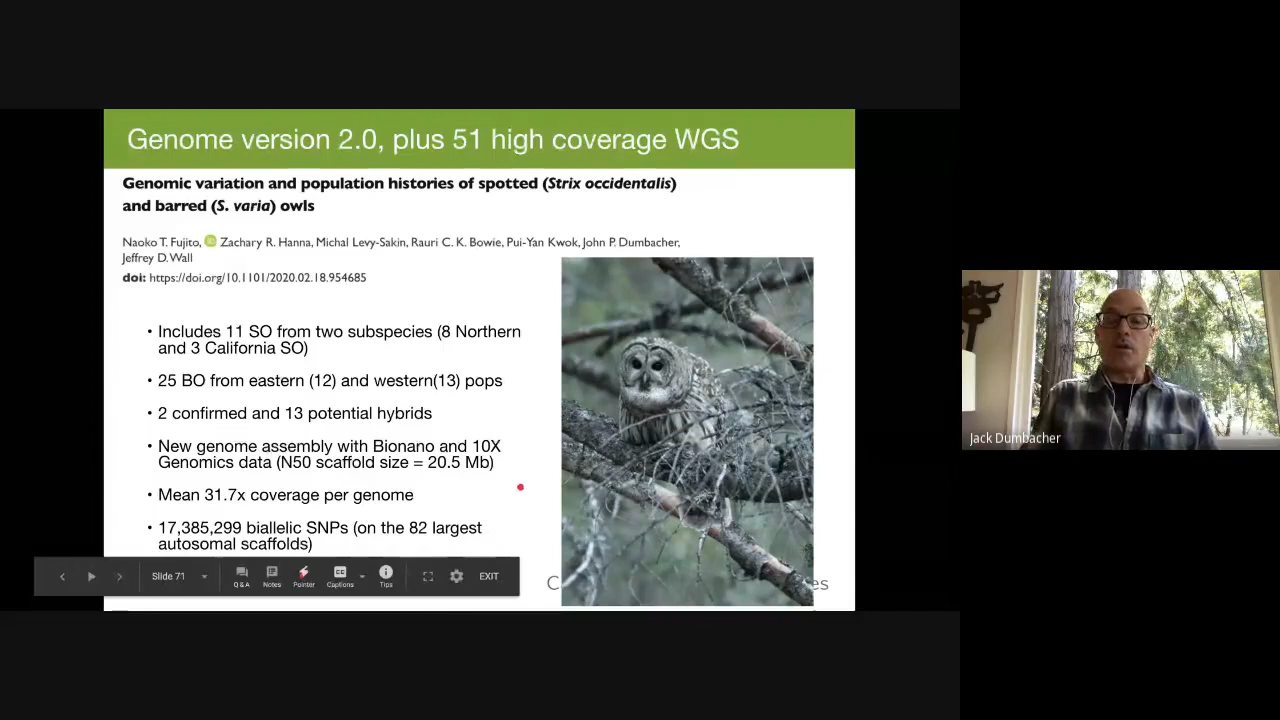 Genome version 2.0, plus 51 high coverage WGS
Genomic variation and population histories of spotted (Strix occidentalis)
and barred (S. varia) owls
Naoko T. Fujito, Zachary R. Hanna, Michal Levy-Sakin, Rauri C. K. Bowie, Pui-Yan Kwok, John P. Dumbacher,
Jeffrey D. Wall
doi: https://doi.org/10.1101/2020.02.18.954685
• Includes 11 SO from two subspecies (8 Northern
and 3 California SO)
• 25 BO from eastern (12) and western(13) pops
• 2 confirmed and 13 potential hybrids
• New genome assembly with Bionano and 10X
Genomics data (N50 scaffold size = 20.5 Mb)
• Mean 31.7x coverage per genome
• 17,385,299 biallelic SNPs (on the 82 largest
autosomal scaffolds)
Slide 71
Q & A
Notes
Pointer
CC
Captions
Tips
EXIT
Jack Dumbacher